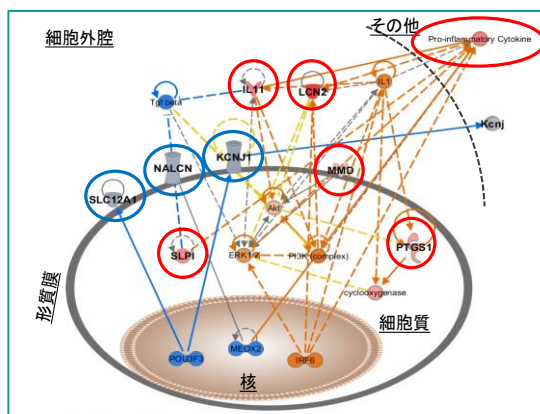 細胞外腔
その他
Pro-inflammatory Cytokine
IL11
LCN2
IL1
Tgf beta
Kcnj
NALCN
KCNJ1
MMD
SLC12A1
Akt
SLPI
ERK1/2
PI3K (complex)
PTGS1
cyclooxygenase
形質膜
細胞質
POU3F3
MEOX2
IRF6
核